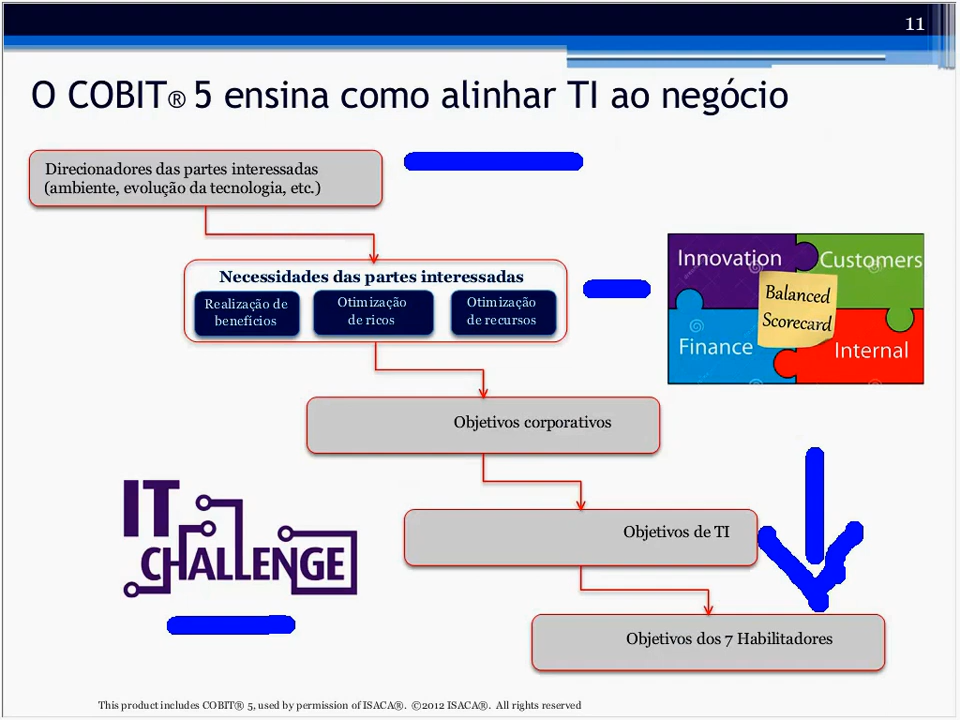 11
O COBIT® 5 ensina como alinhar TI ao negócio
Direcionadores das partes interessadas
(ambiente, evolução da tecnologia, etc.)
Necessidades das partes interessadas
Realização de
benefícios
Otimização
de ricos
Otimização
de recursos
Innovation
Customers
Balanced
Scorecard
Finance
Internal
Objetivos corporativos
IT
CHALLENGE
Objetivos de TI
Objetivos dos 7 Habilitadores
This product includes COBIT® 5, used by permission of ISACA®. ©2012 ISACA®. All rights reserved